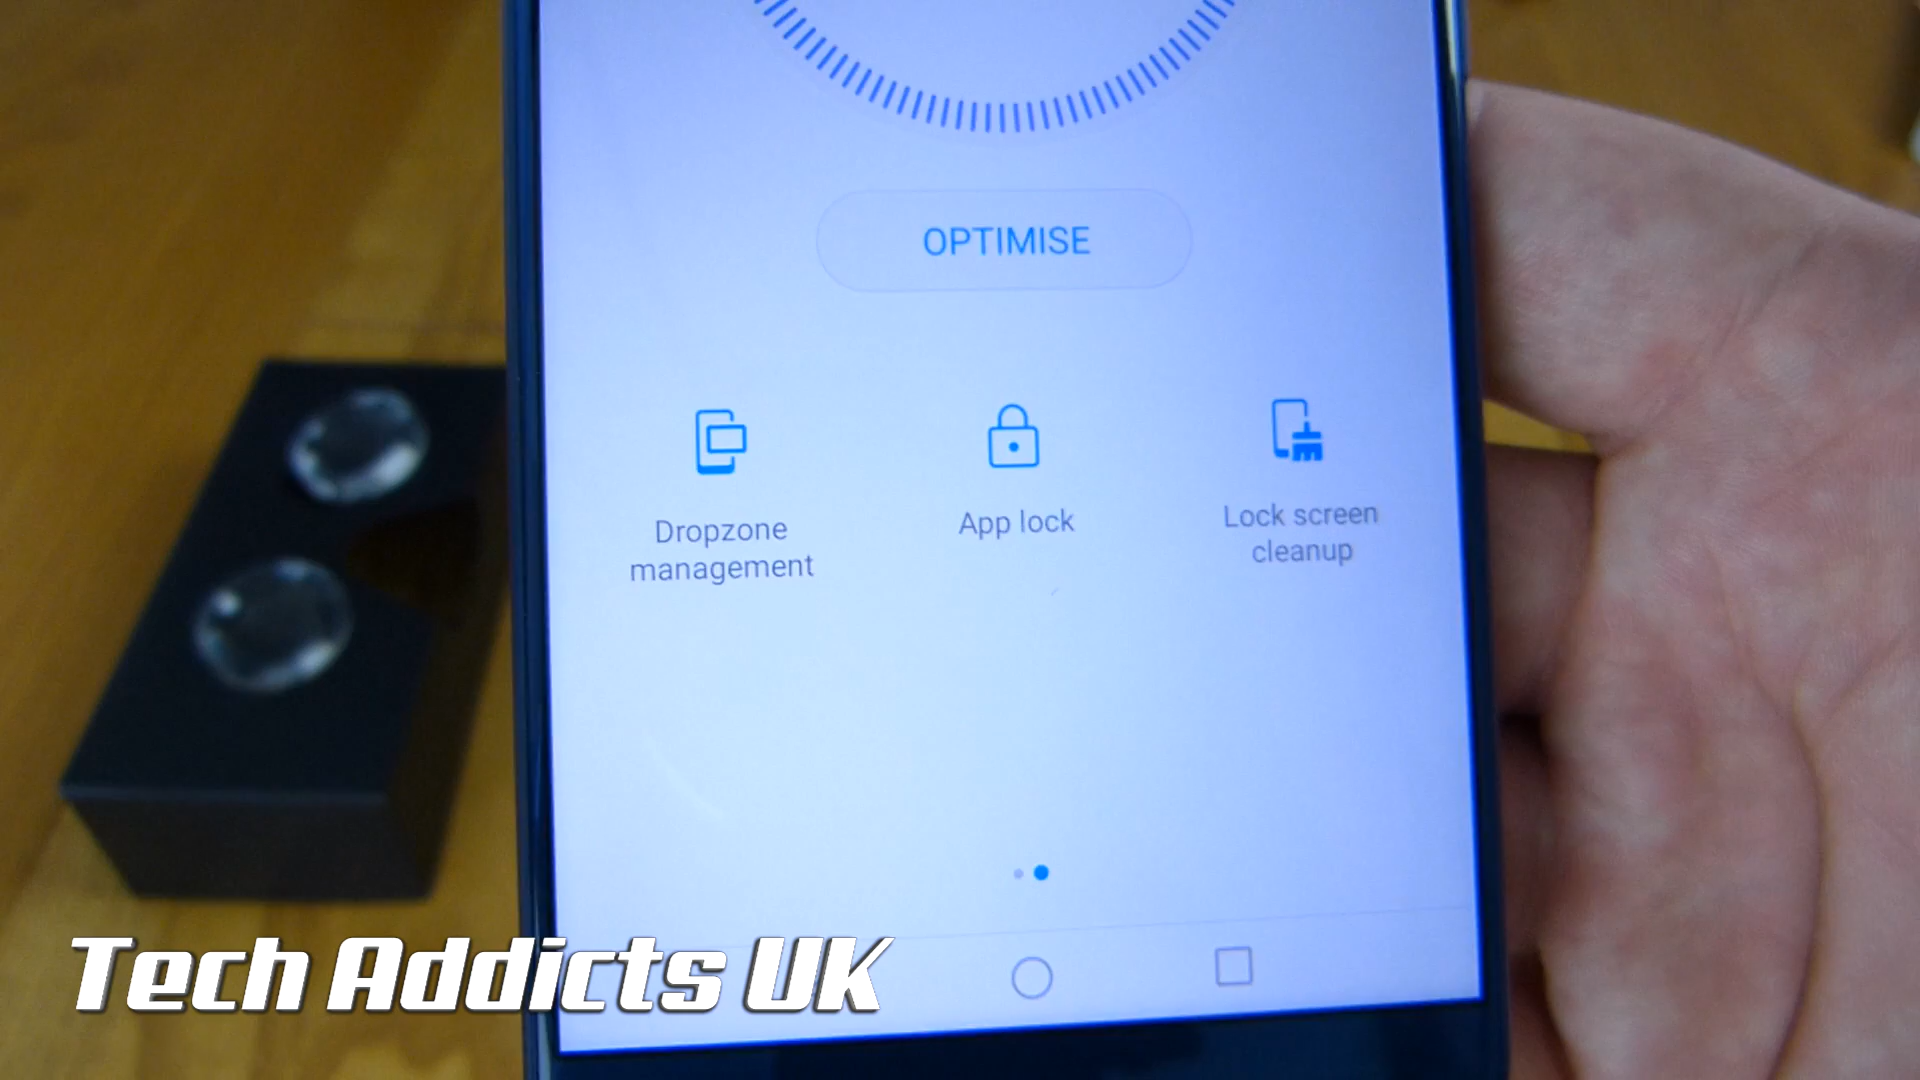 OPTIMISE
Dropzone
management
App lock
Lock screen
cleanup
Tech Addicts UK